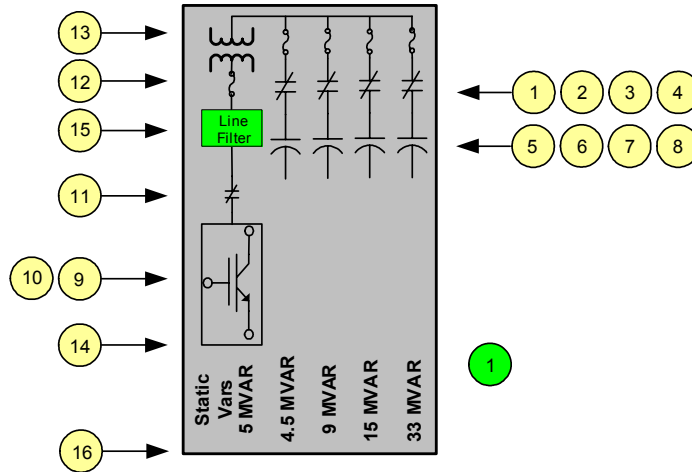 13
12
1 2 3 4
15
Line
Filter
5 6 7 8
11
10 9
14
1
Static
Vars
5 MVAR
4.5 MVAR
9 MVAR
15 MVAR
33 MVAR
16